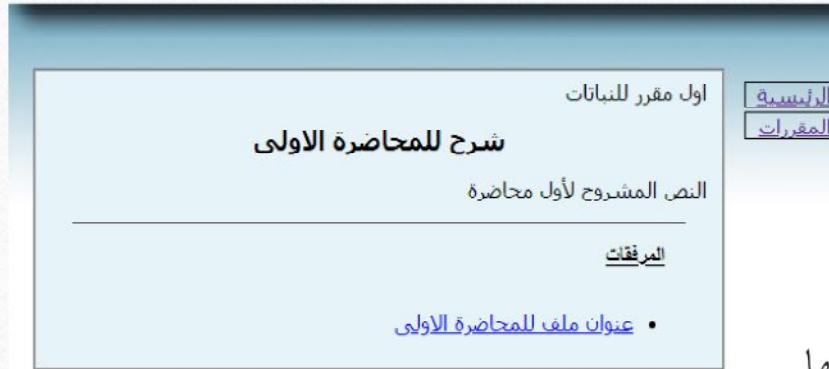 الرئيسية
المقررات
اول مقرر للنباتات
شرح للمحاضرة الاولى
النص المشروح لأول محاضرة
المرفقات
عنوان ملف للمحاضرة الاولى